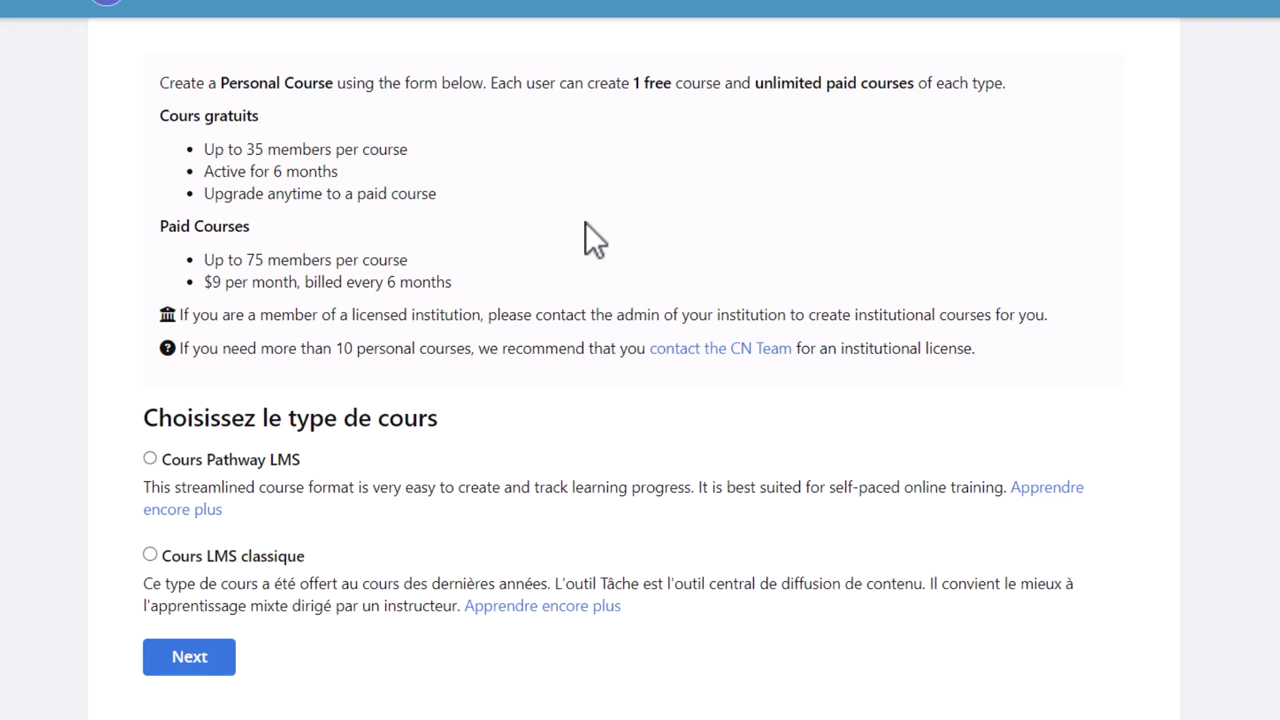 Create a Personal Course using the form below. Each user can create 1 free course and unlimited paid courses of each type.
Cours gratuits
Up to 35 members per course
Active for 6 months
Upgrade anytime to a paid course
Paid Courses
Up to 75 members per course
$9 per month, billed every 6 months
If you are a member of a licensed institution, please contact the admin of your institution to create institutional courses for you.
If you need more than 10 personal courses, we recommend that you contact the CN Team for an institutional license.
Choisissez le type de cours
Cours Pathway LMS
This streamlined course format is very easy to create and track learning progress. It is best suited for self-paced online training. Apprendre
encore plus
Cours LMS classique
Ce type de cours a été offert au cours des dernières années. L'outil Tâche est l'outil central de diffusion de contenu. Il convient le mieux à
l'apprentissage mixte dirigé par un instructeur. Apprendre encore plus
Next